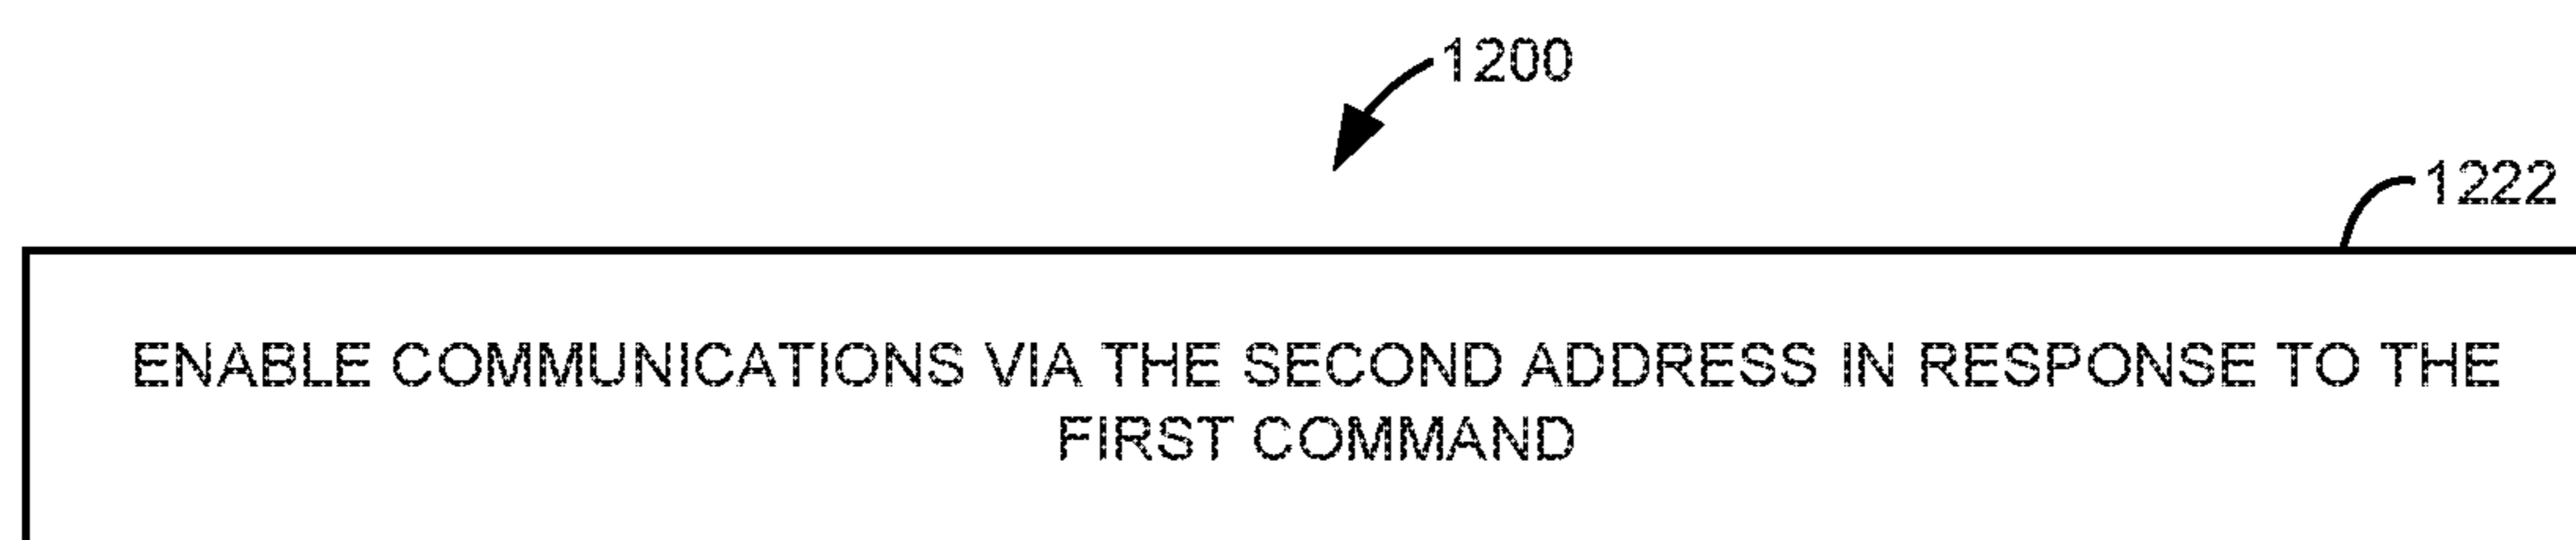 1200
1222
ENABLE COMMUNICATIONS VIA THE SECOND ADDRESS IN RESPONSE TO THE
FIRST COMMAND